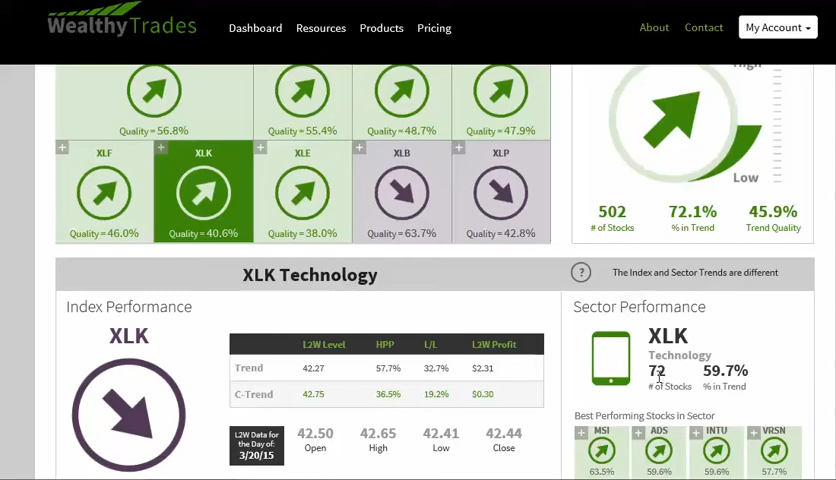 WealthyTrades
Dashboard Resources Products Pricing
About Contact My Account
High
Quality = 56.8% Quality = 55.4% Quality = 48.7% Quality = 47.9%
Low
+ XLF + XLK + XLE + XLB + XLP
Quality = 46.0% Quality = 40.6% Quality = 38.0% Quality = 63.7% Quality = 42.8%
502 72.1% 45.9%
# of Stocks % in Trend Trend Quality
XLK Technology
? The Index and Sector Trends are different
Index Performance
XLK
L2W Level HPP L/L L2W Profit
Trend 42.27 57.7% 32.7% $2.31
C-Trend 42.75 36.5% 19.2% $0.30
L2W Data for
the Day of:
3/20/15
42.50 42.65 42.41 42.44
Open High Low Close
Sector Performance
XLK
Technology
72 59.7%
# of Stocks % in Trend
Best Performing Stocks in Sector
+ MSI + ADS + INTU + VRSN
63.5% 59.6% 59.6% 57.7%